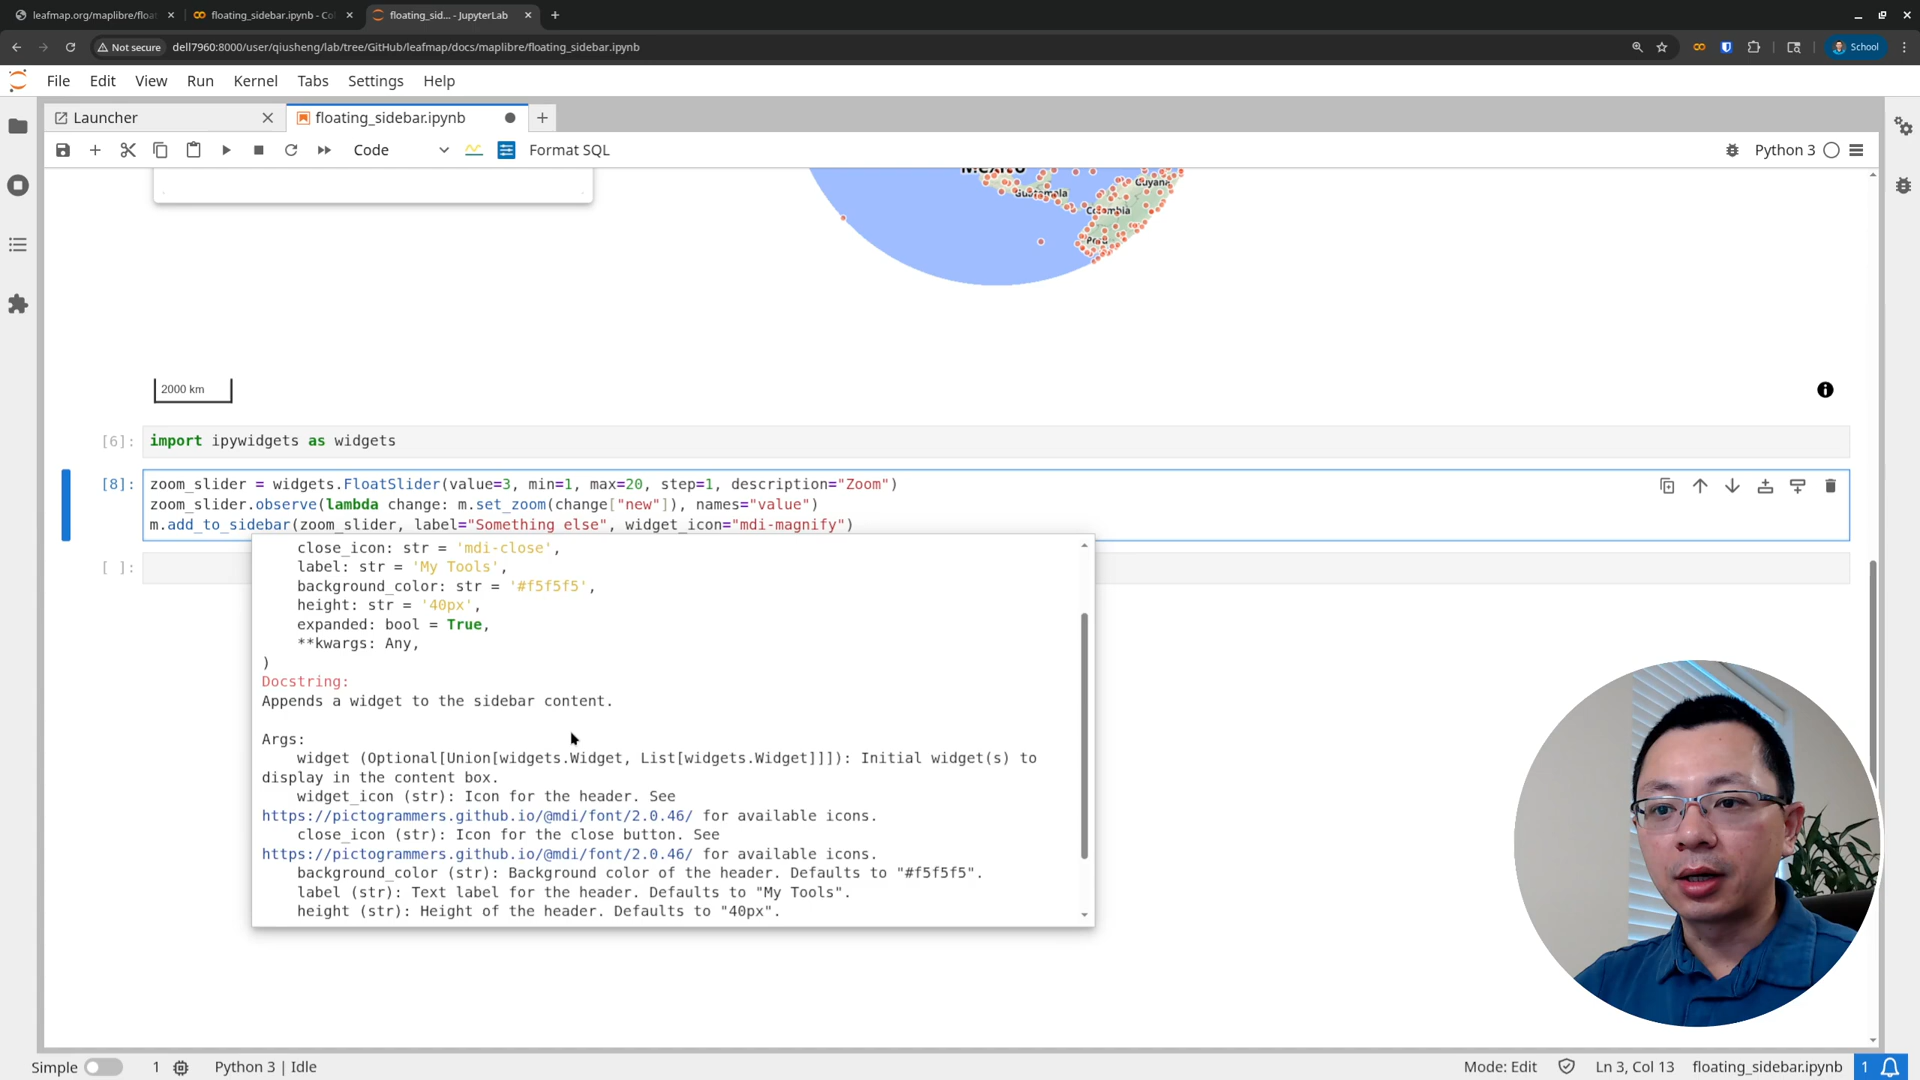 leafmap.org/maplibre/floa
floating_sidebar.ipynb - Co
floating_sid... - JupyterLab
Not secure
dell7960:8000/user/qiusheng/lab/tree/GitHub/leafmap/docs/maplibre/floating_sidebar.ipynb
School
File Edit View Run Kernel Tabs Settings Help
Launcher
floating_sidebar.ipynb
Code
Format SQL
Python 3
Mexico
Guatemala
Guyana
Colombia
Peru
2000 km
[6]: import ipywidgets as widgets
[8]: zoom_slider = widgets.FloatSlider(value=3, min=1, max=20, step=1, description="Zoom")
zoom_slider.observe(lambda change: m.set_zoom(change["new"]), names="value")
m.add_to_sidebar(zoom_slider, label="Something else", widget_icon="mdi-magnify")
[ ]:
close_icon: str = 'mdi-close',
label: str = 'My Tools',
background_color: str = '#f5f5f5',
height: str = '40px',
expanded: bool = True,
**kwargs: Any,
)
Docstring:
Appends a widget to the sidebar content.
Args:
widget (Optional[Union[widgets.Widget, List[widgets.Widget]]]): Initial widget(s) to
display in the content box.
widget_icon (str): Icon for the header. See
https://pictogrammers.github.io/@mdi/font/2.0.46/ for available icons.
close_icon (str): Icon for the close button. See
https://pictogrammers.github.io/@mdi/font/2.0.46/ for available icons.
background_color (str): Background color of the header. Defaults to "#f5f5f5".
label (str): Text label for the header. Defaults to "My Tools".
height (str): Height of the header. Defaults to "40px".
Simple
1
Python 3 | Idle
Mode: Edit
Ln 3, Col 13
floating_sidebar.ipynb
1